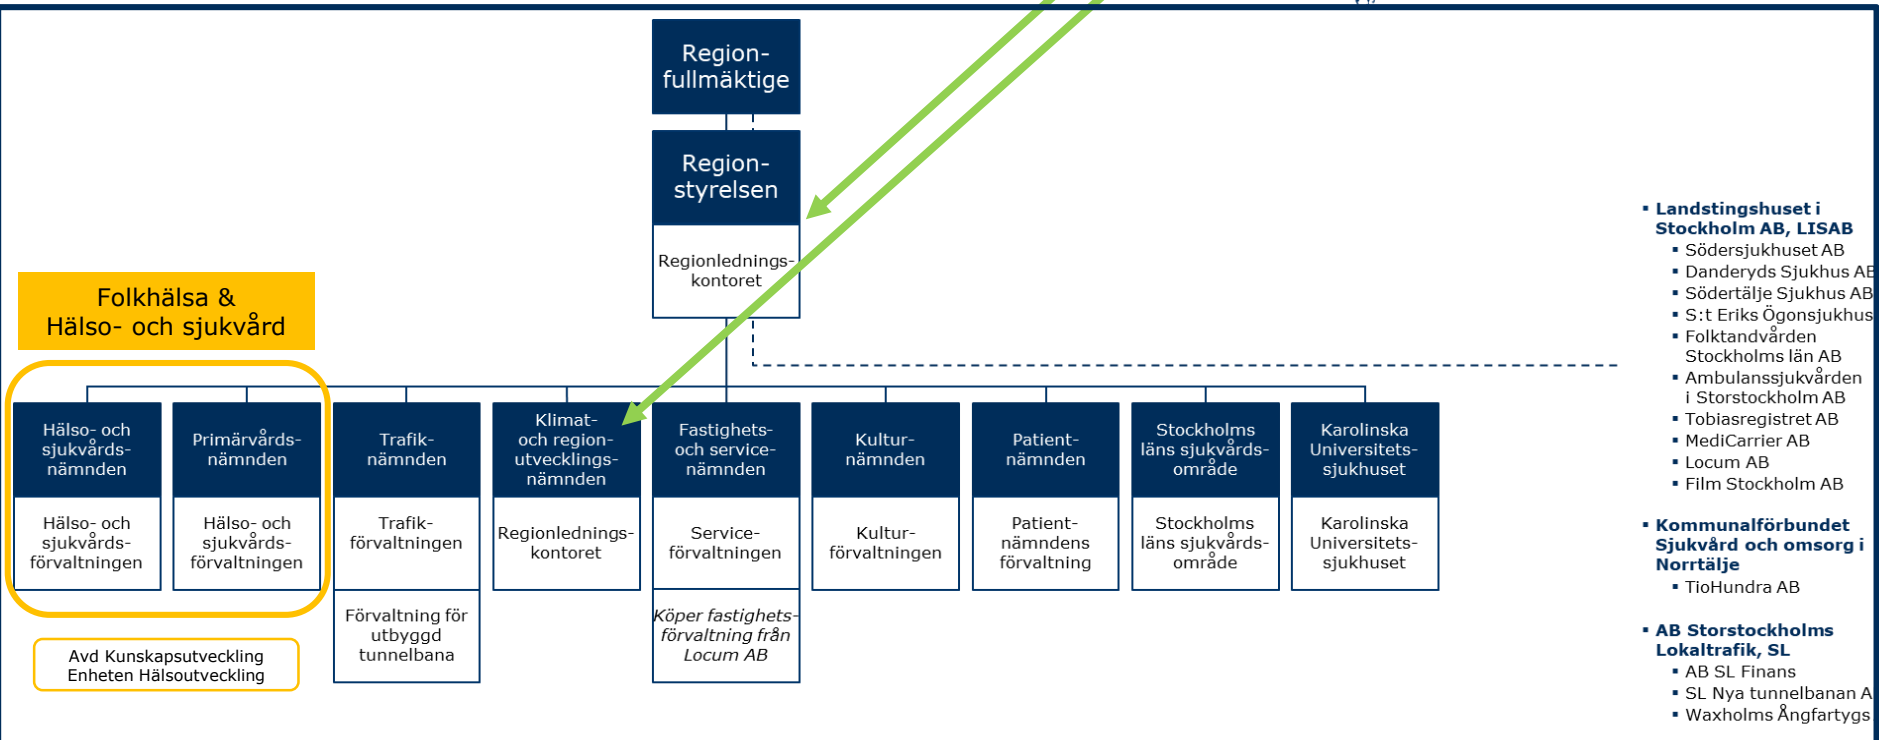 Region-
fullmäktige
Region-
styrelsen
Regionlednings-
kontoret
Folkhälsa &
Hälso- och sjukvård
Hälso- och
sjukvårds-
nämnden
Hälso- och
sjukvårds-
förvaltningen
Primärvårds-
nämnden
Hälso- och
sjukvårds-
förvaltningen
Trafik-
nämnden
Trafik-
förvaltningen
Förvaltning för
utbyggd
tunnelbana
Klimat-
och region-
utvecklings-
nämnden
Regionlednings-
kontoret
Fastighets-
och service-
nämnden
Service-
förvaltningen
Köper fastighets-
förvaltning från
Locum AB
Kultur-
nämnden
Kultur-
förvaltningen
Patient-
nämnden
Patient-
nämndens
förvaltning
Stockholms
läns sjukvårds-
område
Stockholms
läns sjukvårds-
område
Karolinska
Universitets-
sjukhuset
Karolinska
Universitets-
sjukhuset
Avd Kunskapsutveckling
Enheten Hälsoutveckling
▪ Landstingshuset i
Stockholm AB, LISAB
▪ Södersjukhuset AB
▪ Danderyds Sjukhus AB
▪ Södertälje Sjukhus AB
▪ S:t Eriks Ögonsjukhus
▪ Folktandvården
Stockholms län AB
▪ Ambulanssjukvården
i Storstockholm AB
▪ Tobiasregistret AB
▪ MediCarrier AB
▪ Locum AB
▪ Film Stockholm AB
▪ Kommunalförbundet
Sjukvård och omsorg i
Norrtälje
▪ TioHundra AB
▪ AB Storstockholms
Lokaltrafik, SL
▪ AB SL Finans
▪ SL Nya tunnelbanan A
▪ Waxholms Ångfartygs